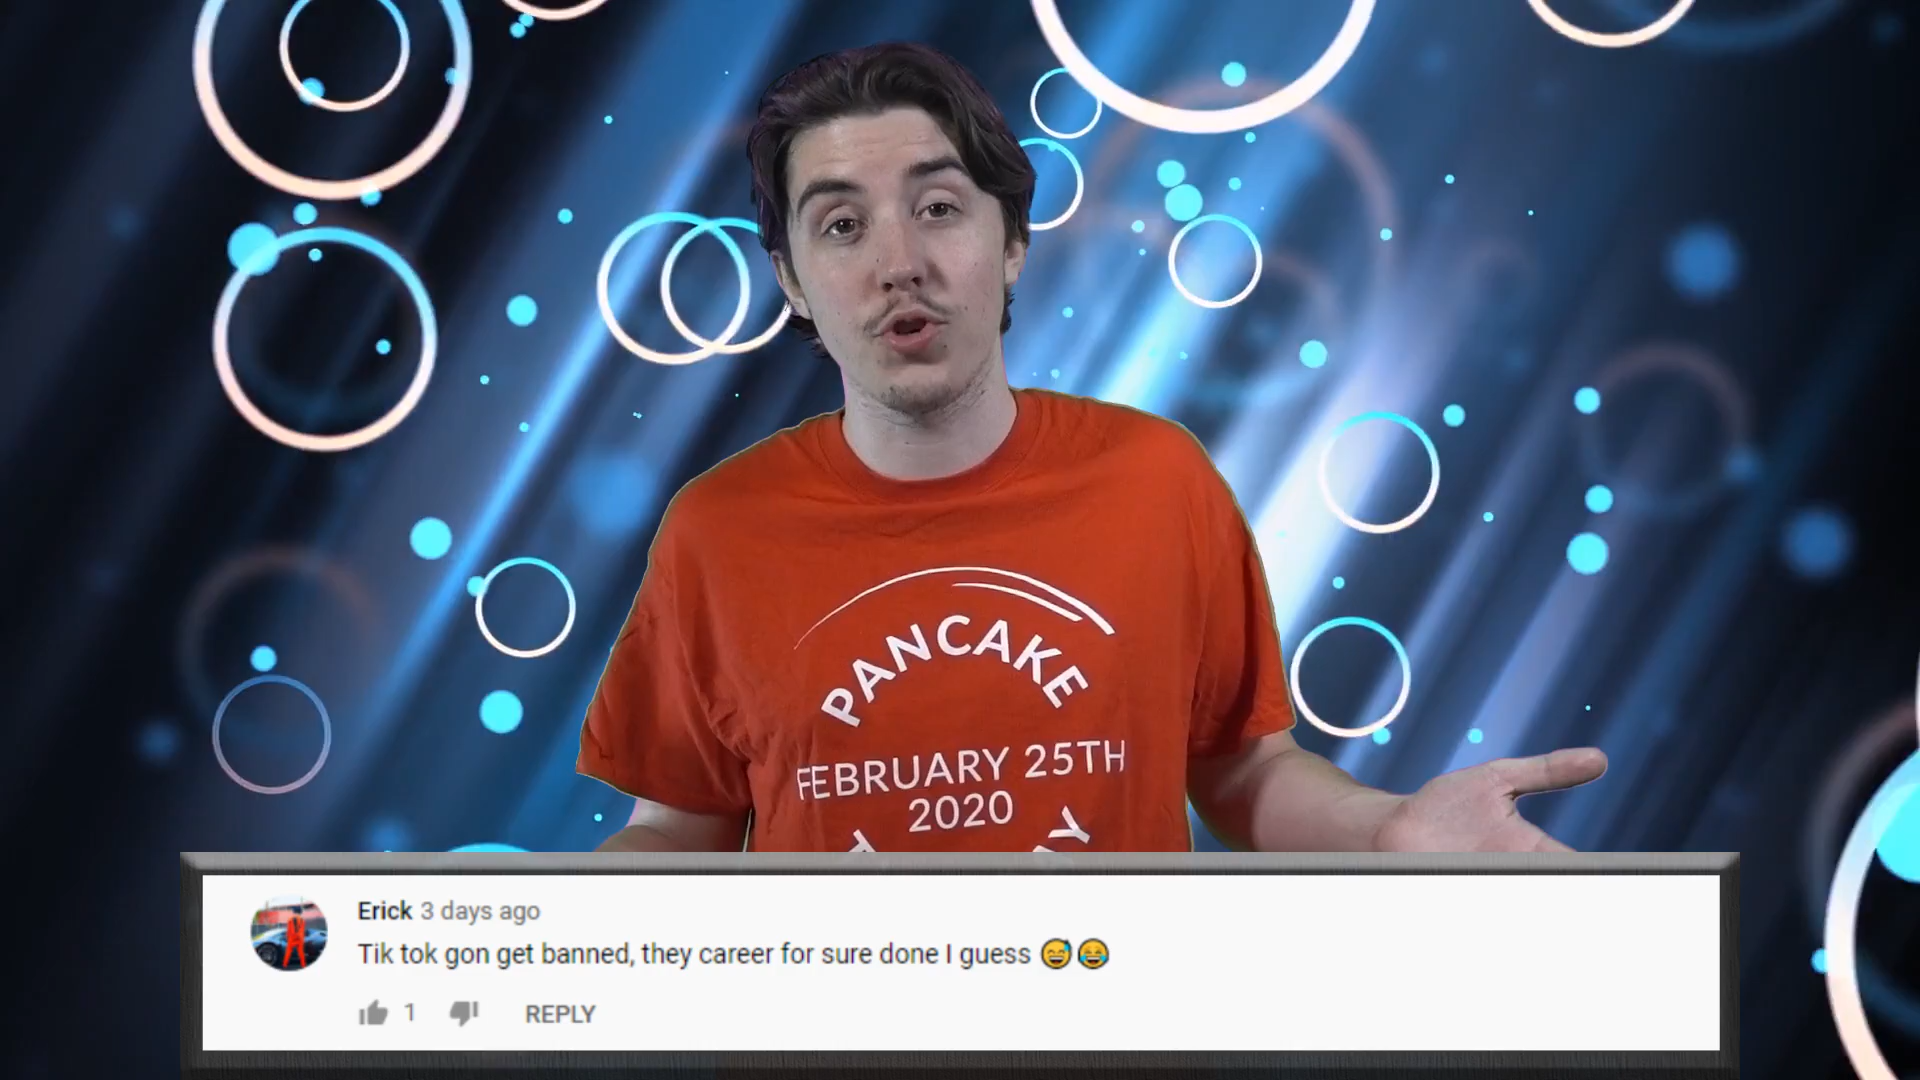 PANCAKE
FEBRUARY 25TH
2020
Erick 3 days ago
Tik tok gon get banned, they career for sure done I guess 😅😂
1 REPLY